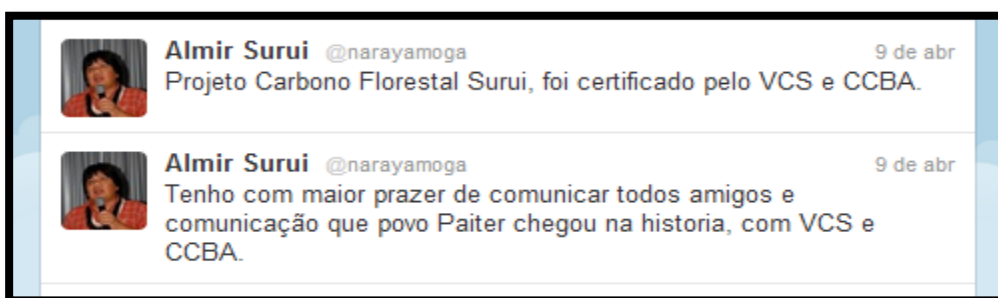 Almir Surui @narayamoga 9 de abr
Projeto Carbono Florestal Surui, foi certificado pelo VCS e CCBA.
Almir Surui @narayamoga 9 de abr
Tenho com maior prazer de comunicar todos amigos e
comunicação que povo Paiter chegou na historia, com VCS e
CCBA.